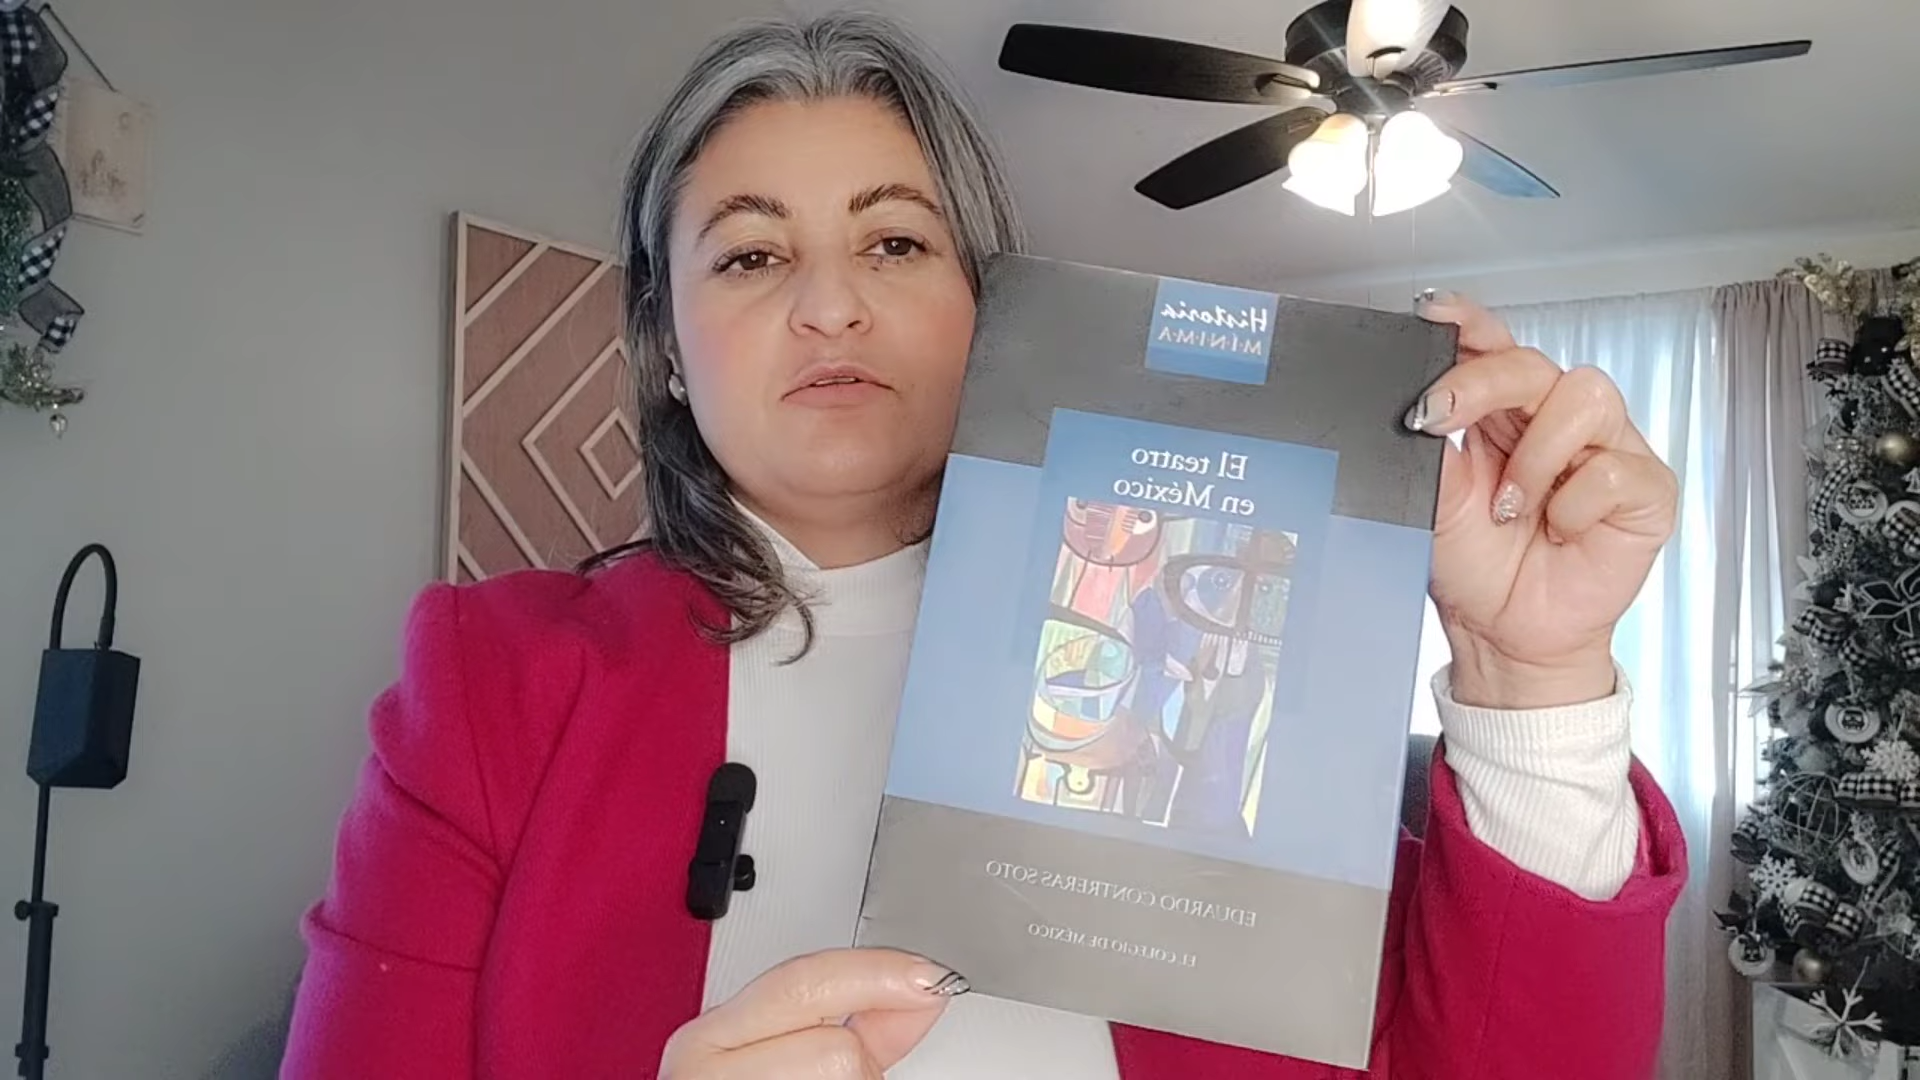 Historia
M·Í·N·I·M·A
El teatro
en México
EDUARDO CONTRERAS SOTO
EL COLEGIO DE MÉXICO